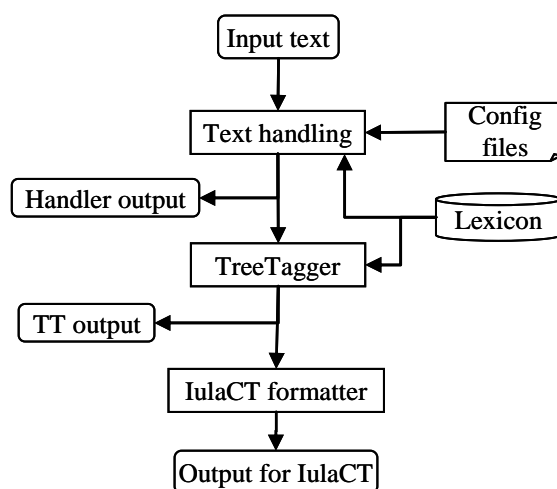 Input text
Text handling
Config
files
Handler output
Lexicon
TreeTagger
TT output
IulaCT formatter
Output for IulaCT